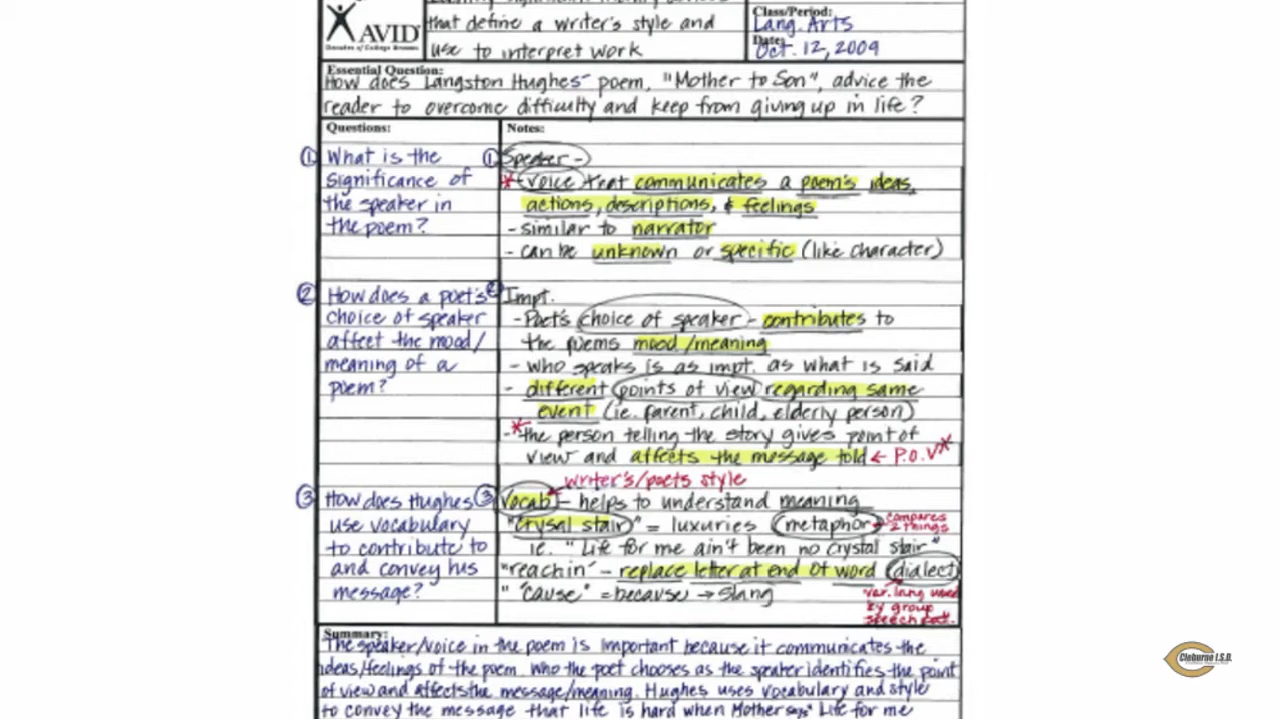 that define a writer's style and
use to interpret work
AVID
Decades of College Dreams
Class/Period:
Lang. Arts
Date:
Oct. 12, 2009
Essential Question:
How does Langston Hughes' poem, "Mother to Son", advice the
reader to overcome difficulty and keep from giving up in life?
Questions:
Notes:
① What is the
significance of
the speaker in
the poem?
① Speaker -
* - voice that communicates a poem's ideas,
actions, descriptions, & feelings
- similar to narrator
- can be unknown or specific (like character)
② How does a poet's
choice of speaker
affect the mood/
meaning of a
poem?
② Impt.
- Poet's choice of speaker - contributes to
the poems mood/meaning
- who speaks is as impt. as what is said
- different points of view regarding same
event (ie. parent, child, elderly person)
- * the person telling the story gives point of
view and affects the message told ← P.O.V *
③ How does Hughes
use vocabulary
to contribute to
and convey his
message?
writer's/poets style
③ Vocab - helps to understand meaning
"crysal stair" = luxuries (metaphor) compares
2 things
ie. "Life for me ain't been no crystal stair"
"reachin" - replace letter at end of word (dialect)
" 'cause" = because → slang
var. lang used
by group
speech pat.
Summary:
The speaker/voice in the poem is important because it communicates the
ideas/feelings of the poem. Who the poet chooses as the speaker identifies the point
of view and affects the message/meaning. Hughes uses vocabulary and style
to convey the message that life is hard when Mother says "Life for me
Cleburne I.S.D.